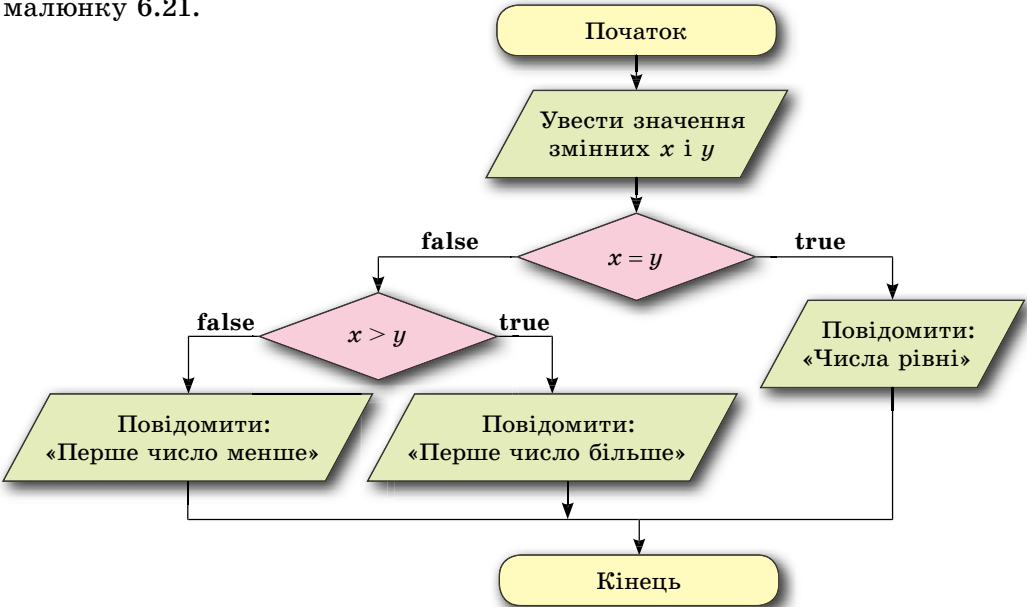 малюнку 6.21.
Початок
Увести значення
змінних x і y
false
x = y
true
false
x > y
true
Повідомити:
«Числа рівні»
Повідомити:
«Перше число менше»
Повідомити:
«Перше число більше»
Кінець